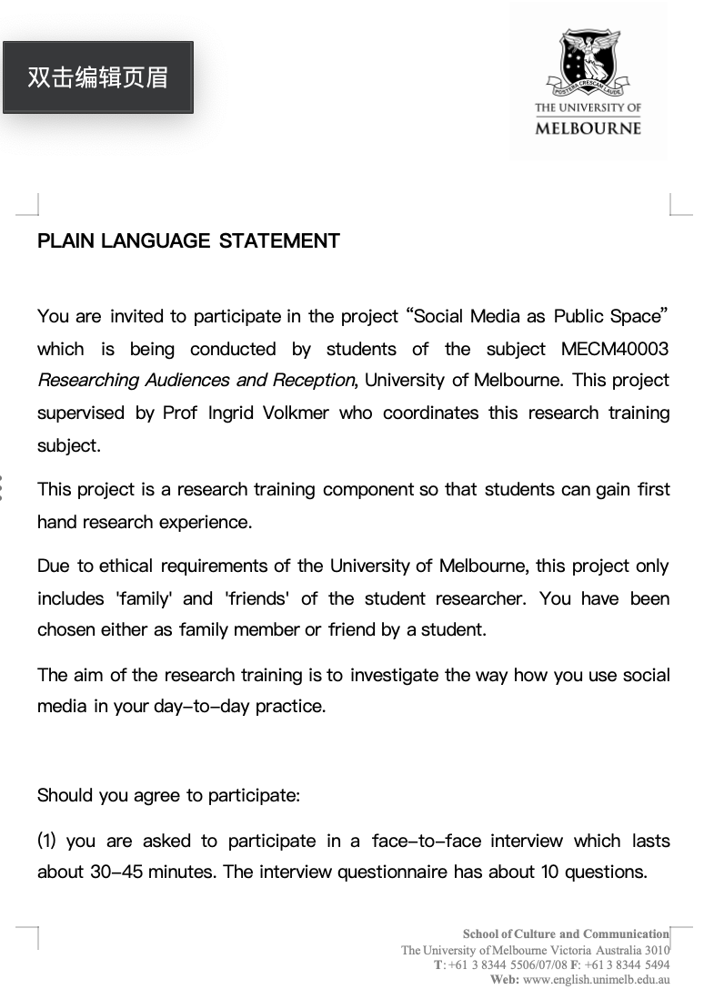 双击编辑页眉
POSTERA CRESCAM LAUDE
THE UNIVERSITY OF
MELBOURNE
PLAIN LANGUAGE STATEMENT
You are invited to participate in the project “Social Media as Public Space”
which is being conducted by students of the subject MECM40003
Researching Audiences and Reception, University of Melbourne. This project
supervised by Prof Ingrid Volkmer who coordinates this research training
subject.
This project is a research training component so that students can gain first
hand research experience.
Due to ethical requirements of the University of Melbourne, this project only
includes 'family' and 'friends' of the student researcher. You have been
chosen either as family member or friend by a student.
The aim of the research training is to investigate the way how you use social
media in your day–to–day practice.
Should you agree to participate:
(1) you are asked to participate in a face–to–face interview which lasts
about 30–45 minutes. The interview questionnaire has about 10 questions.
School of Culture and Communication
The University of Melbourne Victoria Australia 3010
T: +61 3 8344 5506/07/08 F: +61 3 8344 5494
Web: www.english.unimelb.edu.au